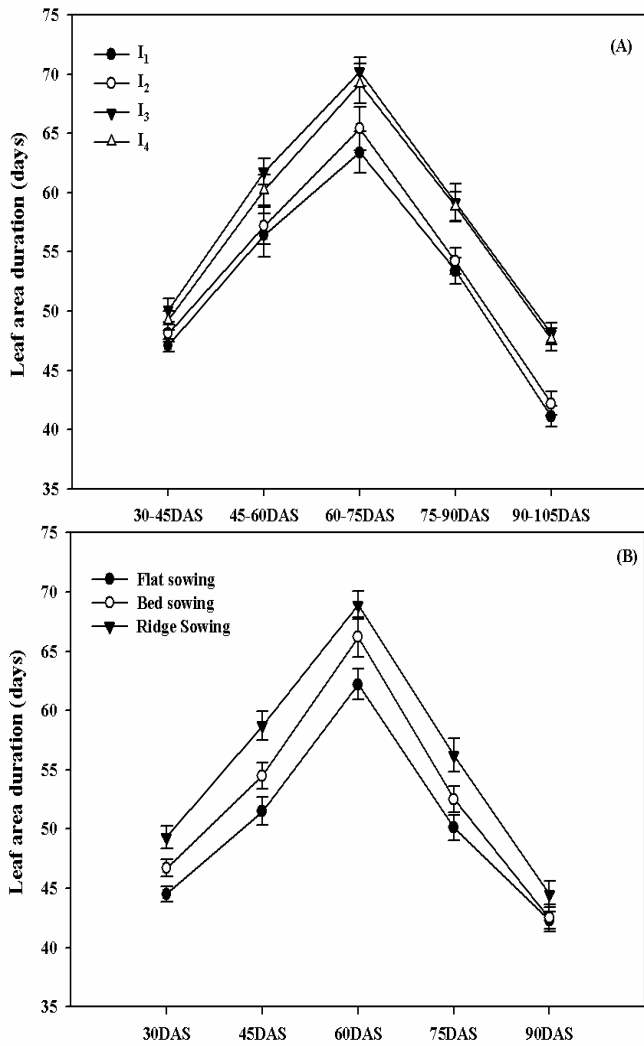 75
70
65
60
55
50
45
40
35
Leaf area duration (days)
I1
I2
I3
I4
(A)
30-45DAS 45-60DAS 60-75DAS 75-90DAS 90-105DAS
75
70
65
60
55
50
45
40
35
Leaf area duration (days)
Flat sowing
Bed sowing
Ridge Sowing
(B)
30DAS 45DAS 60DAS 75DAS 90DAS